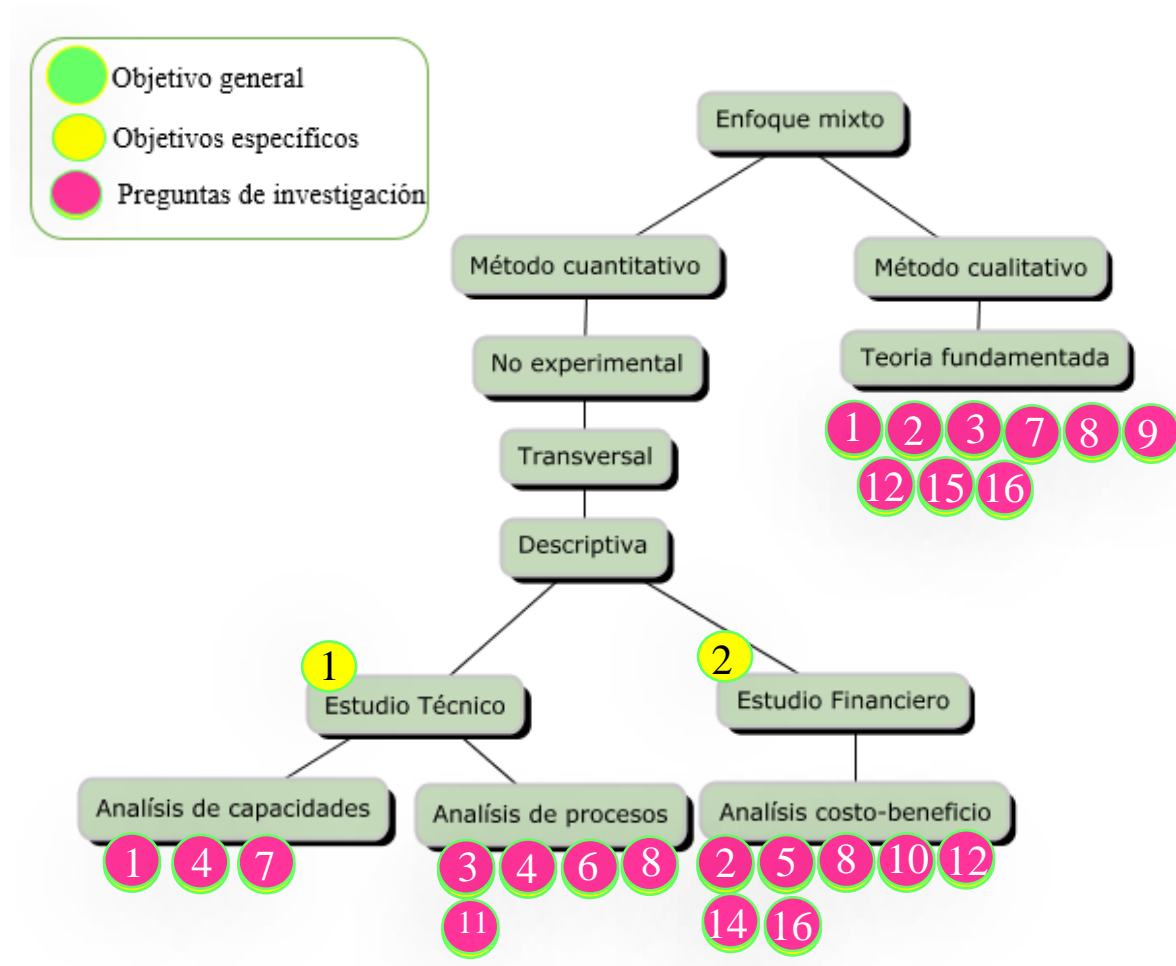 Objetivo general
Objetivos específicos
Preguntas de investigación
Enfoque mixto
Método cuantitativo
Método cualitativo
No experimental
Teoria fundamentada
1 2 3 7 8 9
12 15 16
Transversal
Descriptiva
1
2
Estudio Técnico
Estudio Financiero
Analísis de capacidades
1 4 7
Analísis de procesos
3 4 6 8
11
Analísis costo-beneficio
2 5 8 10 12
14 16